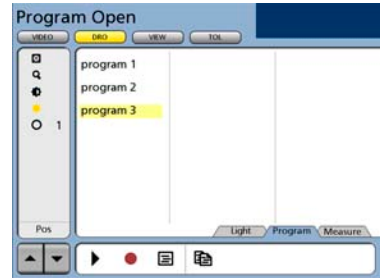 Program Open
VIDEO DRO VIEW TOL
program 1
program 2
program 3
1
Pos
Light Program Measure